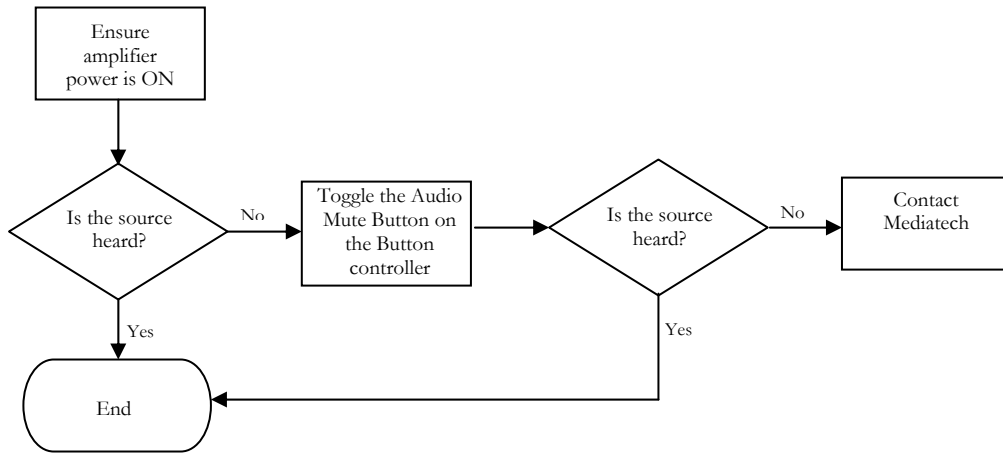 Ensure
amplifier
power is ON
Is the source
heard?
No
Toggle the Audio
Mute Button on
the Button
controller
Is the source
heard?
No
Contact
Mediatech
Yes
Yes
End